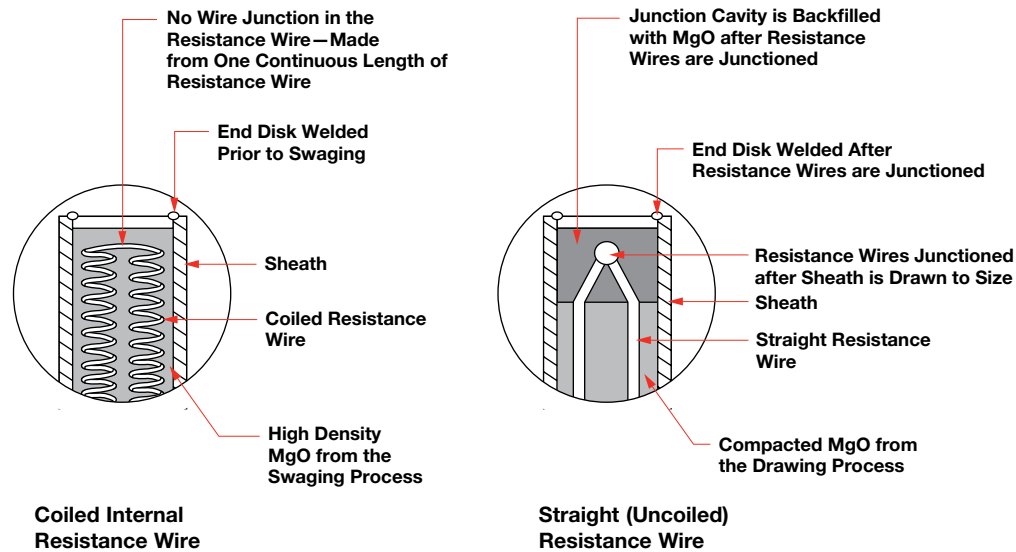 No Wire Junction in the
Resistance Wire—Made
from One Continuous Length of
Resistance Wire
End Disk Welded
Prior to Swaging
Sheath
Coiled Resistance
Wire
High Density
MgO from the
Swaging Process
Coiled Internal
Resistance Wire
Junction Cavity is Backfilled
with MgO after Resistance
Wires are Junctioned
End Disk Welded After
Resistance Wires are Junctioned
Resistance Wires Junctioned
after Sheath is Drawn to Size
Sheath
Straight Resistance
Wire
Compacted MgO from
the Drawing Process
Straight (Uncoiled)
Resistance Wire